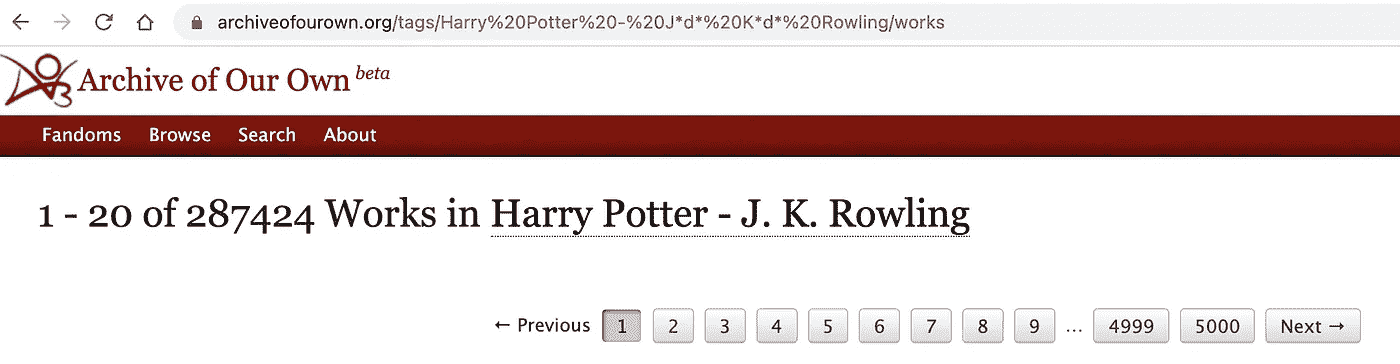 archiveofourown.org/tags/Harry%20Potter%20-%20J*d*%20K*d*%20Rowling/works
Archive of Our Own beta
Fandoms Browse Search About
1 - 20 of 287424 Works in Harry Potter - J. K. Rowling
← Previous 1 2 3 4 5 6 7 8 9 ... 4999 5000 Next →